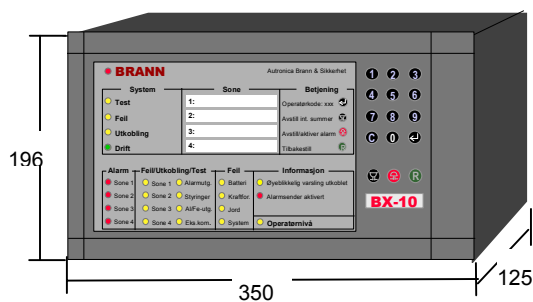 BRANN
Autronica Brann & Sikkerhet
System
Sone
Betjening
Test
Feil
Utkobling
Drift
1:
2:
3:
4:
Operatørkode: xxx
Avstill int. summer
Avstill/aktiver alarm
Tilbakestill
R
1 2 3
4 5 6
7 8 9
C 0
R
BX-10
Alarm
Feil/Utkobling/Test
Feil
Informasjon
Sone 1 Sone 1 Alarmutg. Batteri Øyeblikkelig varsling utkoblet
Sone 2 Sone 2 Styringer Kraftfor. Alarmsender aktivert
Sone 3 Sone 3 Al/Fe-utg. Jord
Sone 4 Sone 4 Eks.kom. System Operatørnivå
196
350
125